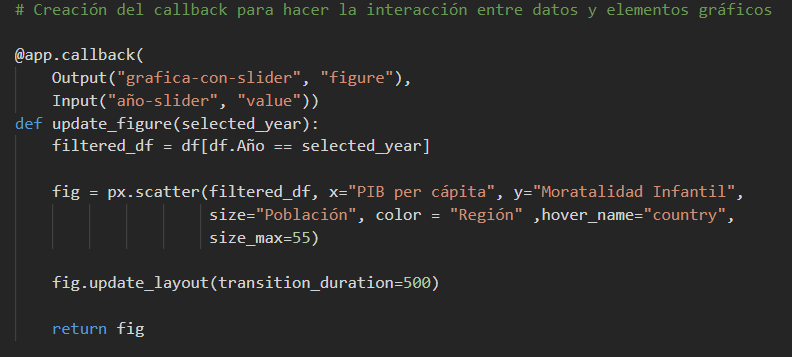 # Creación del callback para hacer la interacción entre datos y elementos gráficos
@app.callback(
    Output("grafica-con-slider", "figure"),
    Input("año-slider", "value"))
def update_figure(selected_year):
    filtered_df = df[df.Año == selected_year]
    fig = px.scatter(filtered_df, x="PIB per cápita", y="Moratalidad Infantil",
                     size="Población", color = "Región" ,hover_name="country",
                     size_max=55)
    fig.update_layout(transition_duration=500)
    return fig